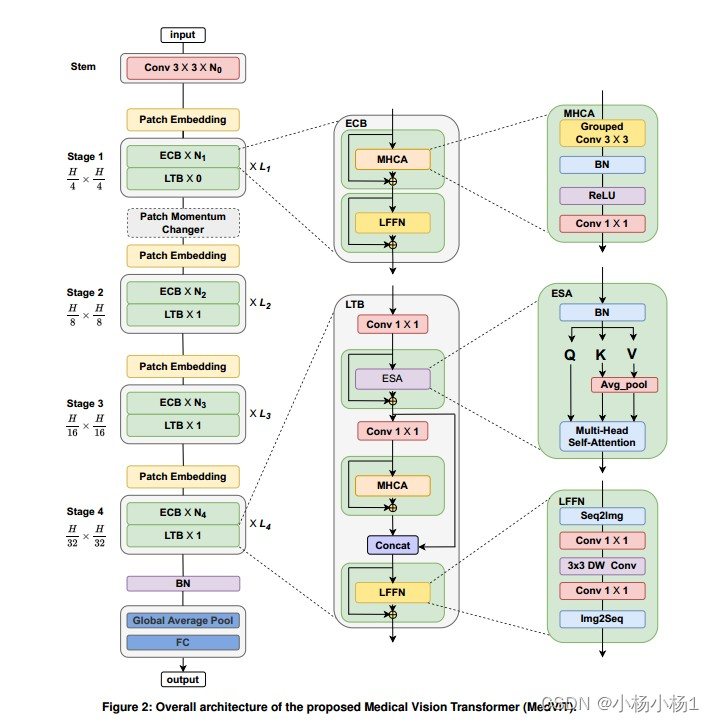 input
Stem
Conv 3 X 3 X N0
Patch Embedding
Stage 1
H/4 × H/4
ECB X N1
LTB X 0
X L1
Patch Momentum
Changer
Patch Embedding
Stage 2
H/8 × H/8
ECB X N2
LTB X 1
X L2
Patch Embedding
Stage 3
H/16 × H/16
ECB X N3
LTB X 1
X L3
Patch Embedding
Stage 4
H/32 × H/32
ECB X N4
LTB X 1
X L4
BN
Global Average Pool
FC
output
ECB
MHCA
LFFN
LTB
Conv 1 X 1
ESA
Conv 1 X 1
MHCA
Concat
LFFN
MHCA
Grouped
Conv 3 X 3
BN
ReLU
Conv 1 X 1
ESA
BN
Q K V
Avg_pool
Multi-Head
Self-Attention
LFFN
Seq2Img
Conv 1 X 1
3x3 DW Conv
Conv 1 X 1
Img2Seq
Figure 2: Overall architecture of the proposed Medical Vision Transformer (MedViT).
CSDN @小杨小杨1